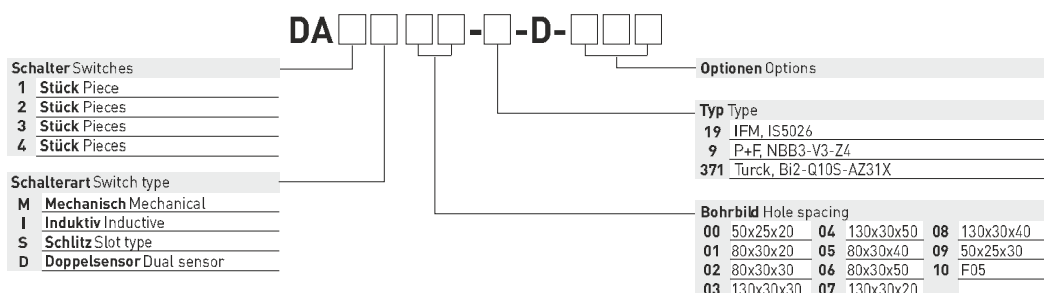 DA□□ □□-□-D-□□□
Schalter Switches
1 Stück Piece
2 Stück Pieces
3 Stück Pieces
4 Stück Pieces
Schalterart Switch type
M Mechanisch Mechanical
I Induktiv Inductive
S Schlitz Slot type
D Doppelsensor Dual sensor
Optionen Options
Typ Type
19 IFM, IS5026
9 P+F, NBB3-V3-Z4
371 Turck, Bi2-Q10S-AZ31X
Bohrbild Hole spacing
00 50x25x20 04 130x30x50 08 130x30x40
01 80x30x20 05 80x30x40 09 50x25x30
02 80x30x30 06 80x30x50 10 F05
03 130x30x30 07 130x30x20